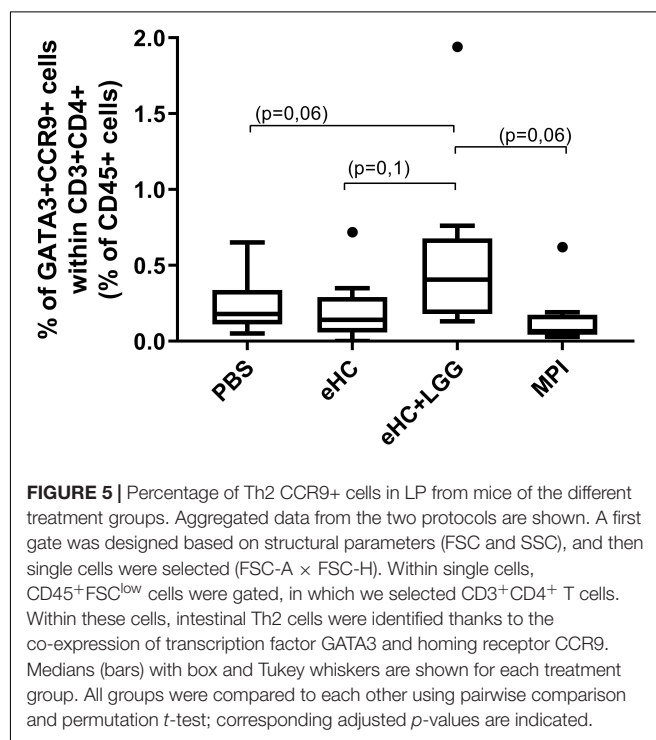 % of GATA3+CCR9+ cells
within CD3+CD4+
(% of CD45+ cells)
2.0
1.5
1.0
0.5
0.0
(p=0,06)
(p=0,06)
(p=0,1)
PBS
eHC
eHC+LGG
MPI
FIGURE 5 | Percentage of Th2 CCR9+ cells in LP from mice of the different
treatment groups. Aggregated data from the two protocols are shown. A first
gate was designed based on structural parameters (FSC and SSC), and then
single cells were selected (FSC-A × FSC-H). Within single cells,
CD45⁺FSCˡᵒʷ cells were gated, in which we selected CD3⁺CD4⁺ T cells.
Within these cells, intestinal Th2 cells were identified thanks to the
co-expression of transcription factor GATA3 and homing receptor CCR9.
Medians (bars) with box and Tukey whiskers are shown for each treatment
group. All groups were compared to each other using pairwise comparison
and permutation t-test; corresponding adjusted p-values are indicated.